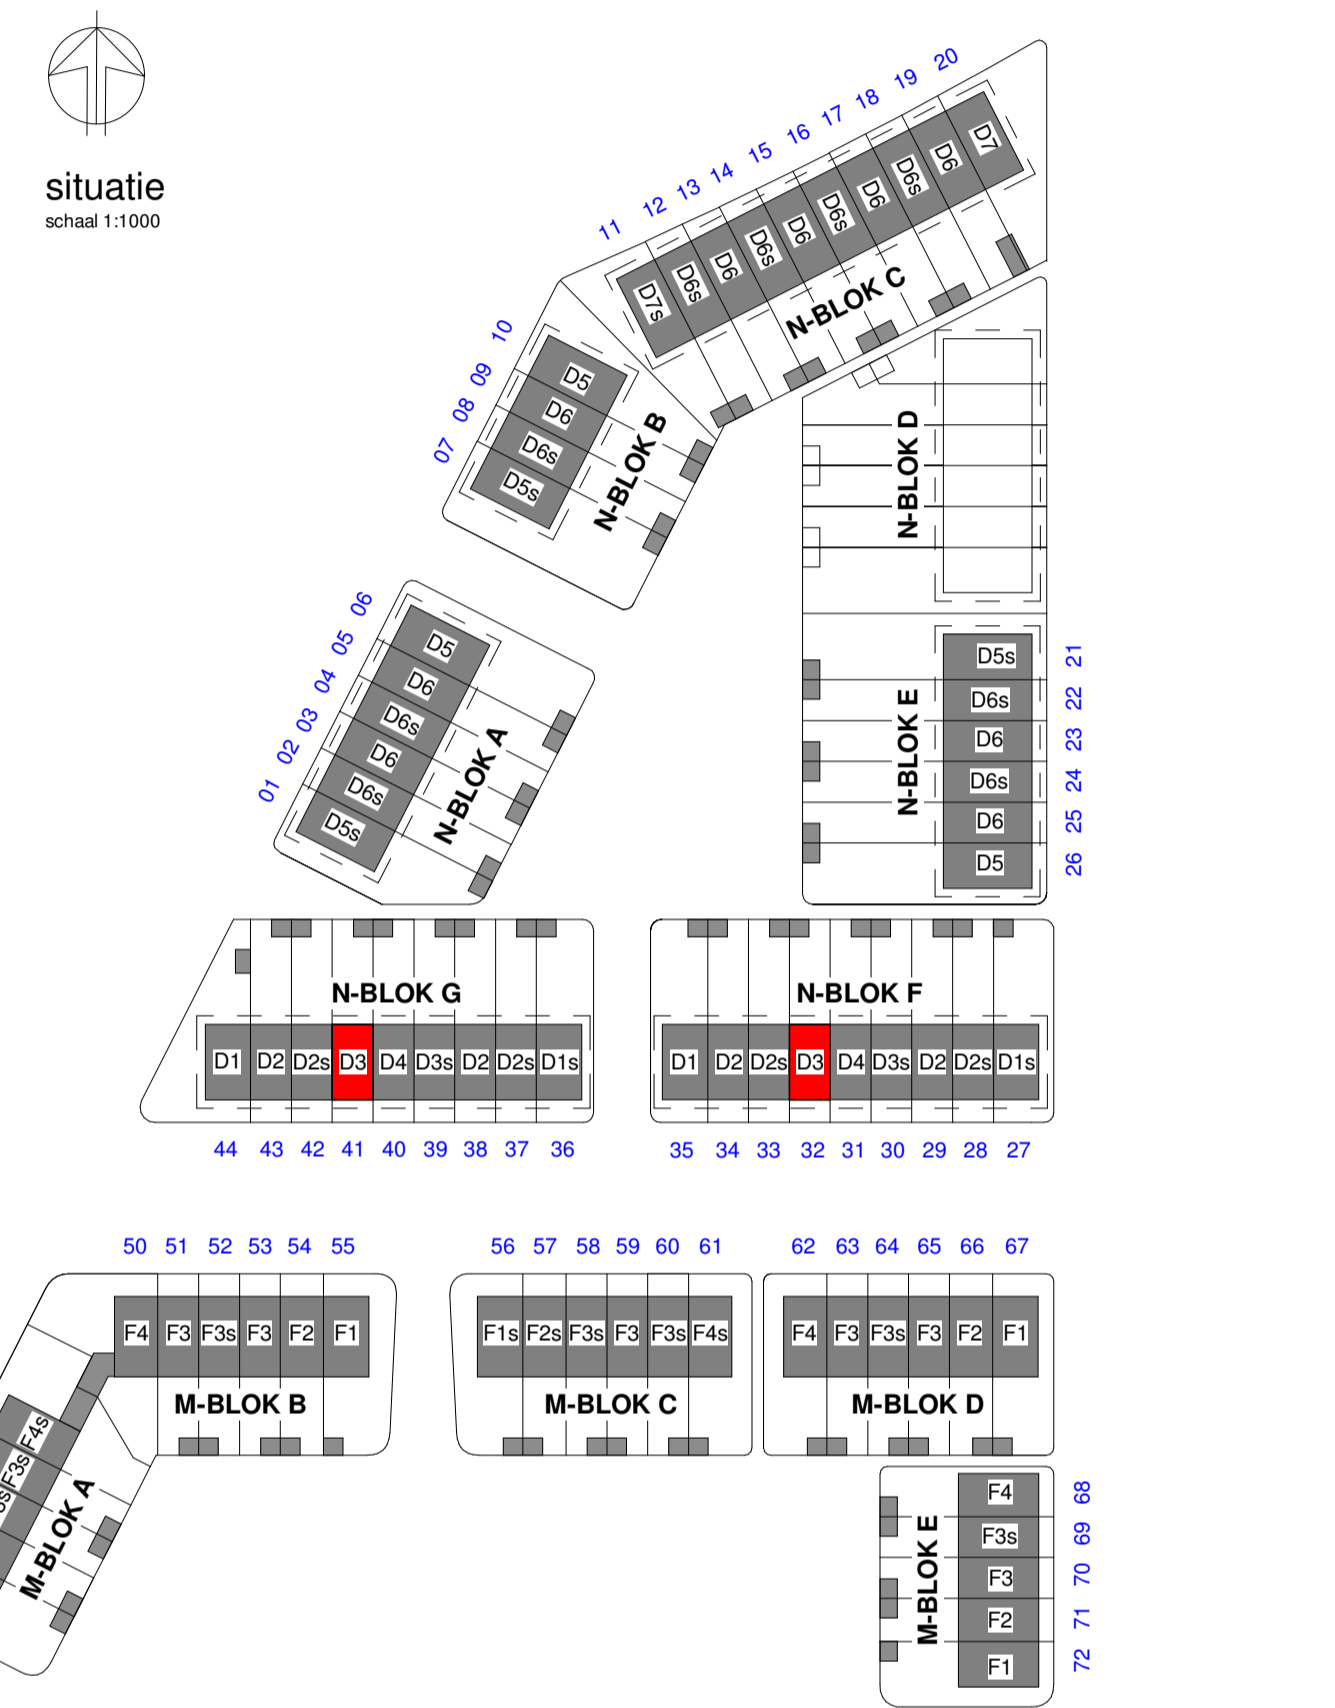 situatie
schaal 1:1000
11 12 13 14 15 16 17 18 19 20
D7s D6s D6 D6s D6 D6s D6 D6s D6 D7
N-BLOK C
07 08 09 10
D5
D6
D6s
D5s
N-BLOK B
N-BLOK D
01 02 03 04 05 06
D5
D6
D6s
D6
D6s
D5s
N-BLOK A
N-BLOK E
D5s 21
D6s 22
D6 23
D6s 24
D6 25
D5 26
N-BLOK G
D1 D2 D2s D3 D4 D3s D2 D2s D1s
44 43 42 41 40 39 38 37 36
N-BLOK F
D1 D2 D2s D3 D4 D3s D2 D2s D1s
35 34 33 32 31 30 29 28 27
50 51 52 53 54 55
F4 F3 F3s F3 F2 F1
M-BLOK B
56 57 58 59 60 61
F1s F2s F3s F3 F3s F4s
M-BLOK C
62 63 64 65 66 67
F4 F3 F3s F3 F2 F1
M-BLOK D
F4s
F3s
M-BLOK A
M-BLOK E
F4 68
F3s 69
F3 70
F2 71
F1 72